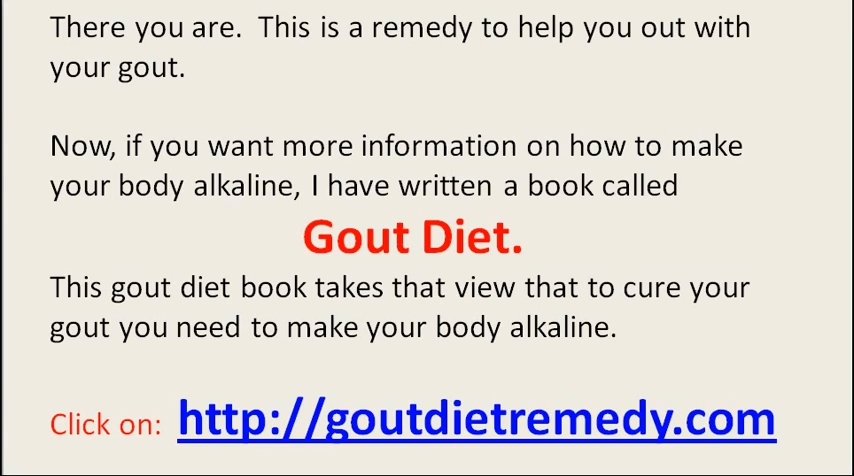 There you are.  This is a remedy to help you out with
your gout.
Now, if you want more information on how to make
your body alkaline, I have written a book called
Gout Diet.
This gout diet book takes that view that to cure your
gout you need to make your body alkaline.
Click on:  http://goutdietremedy.com